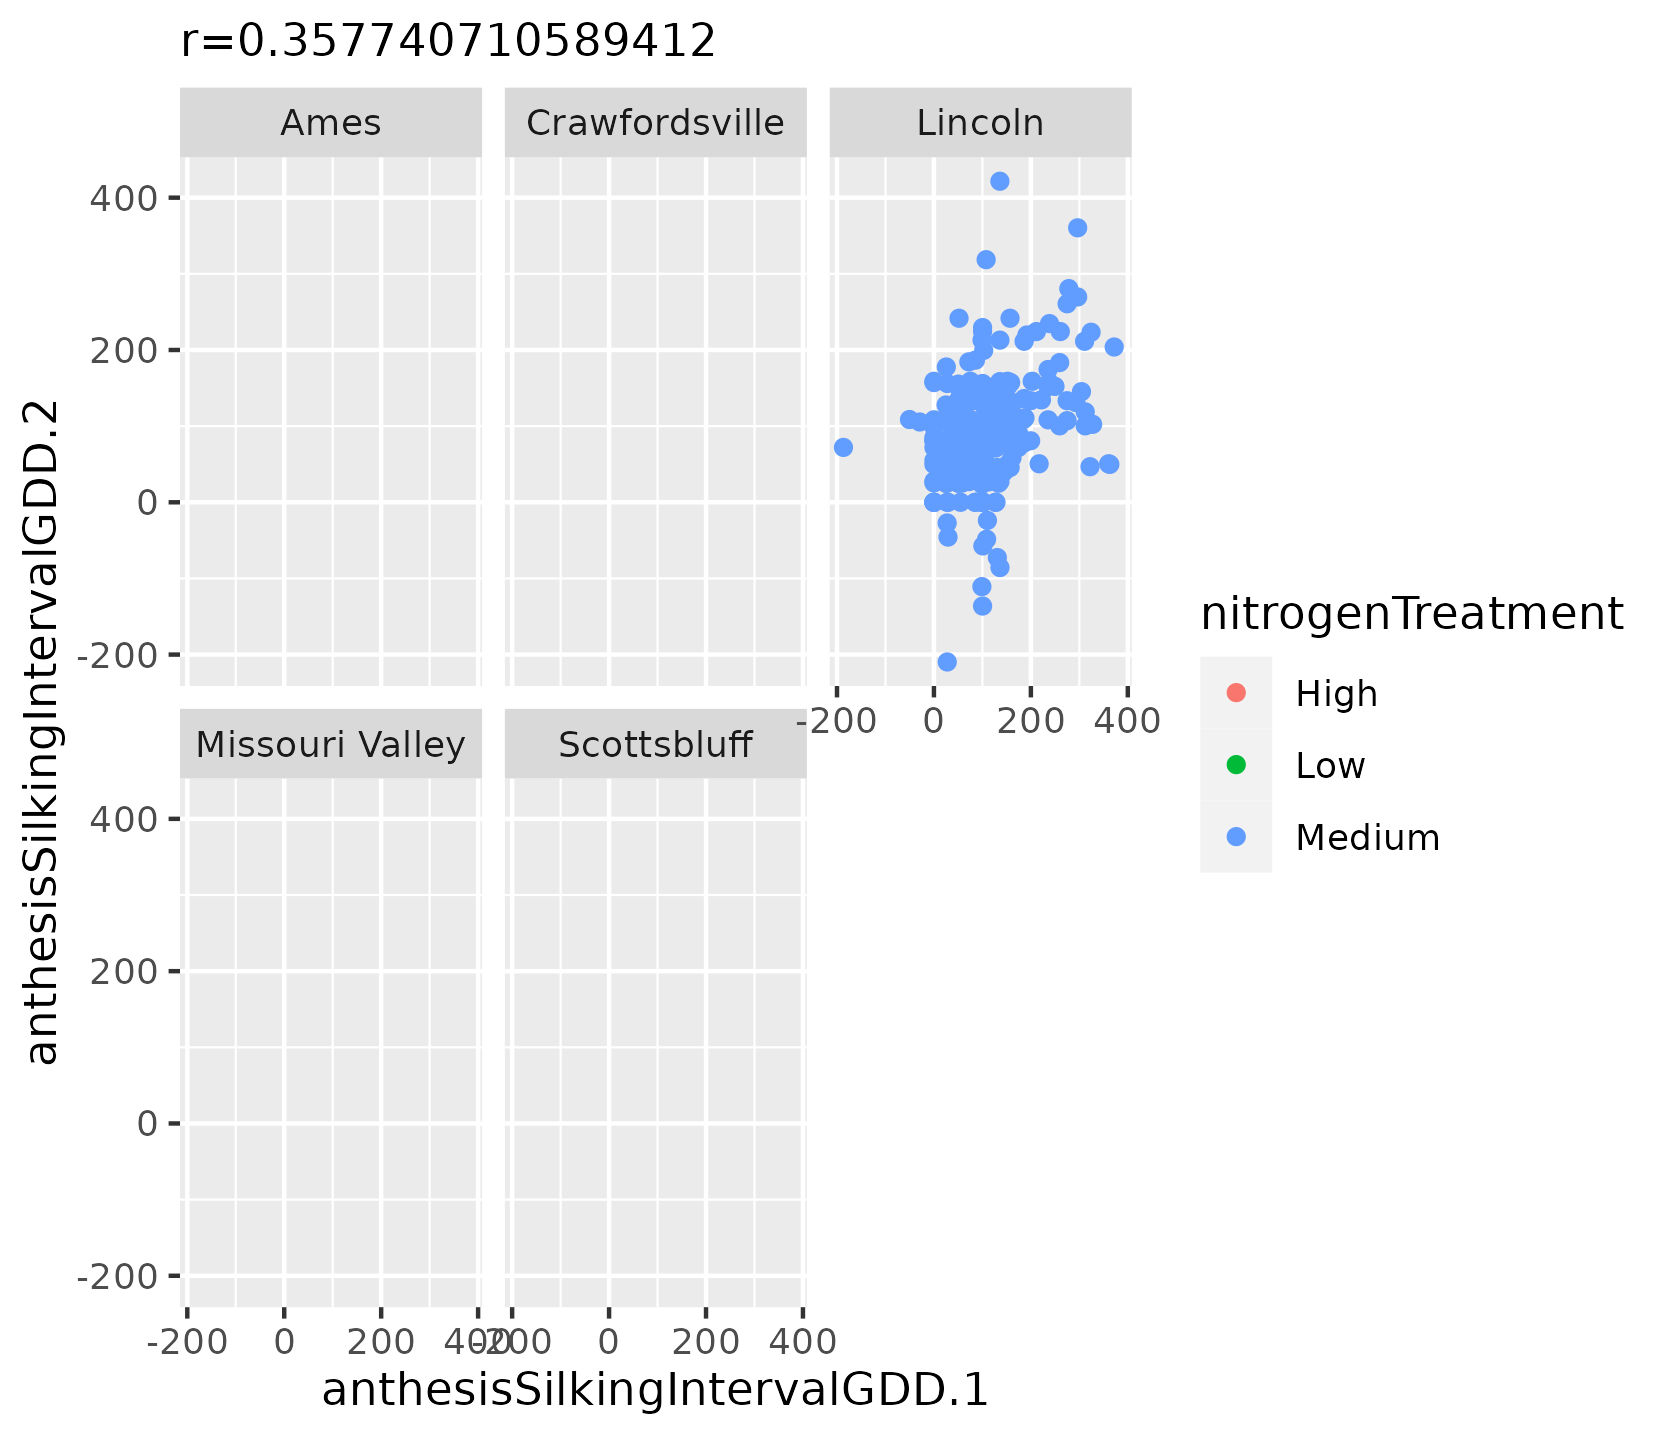 r=0.357740710589412
Ames Crawfordsville Lincoln
400
200
0
-200
-200 0 200 400
Missouri Valley Scottsbluff
400
200
0
-200
-200 0 200 400 -200 0 200 400
anthesisSilkingIntervalGDD.1
anthesisSilkingIntervalGDD.2
nitrogenTreatment
High
Low
Medium